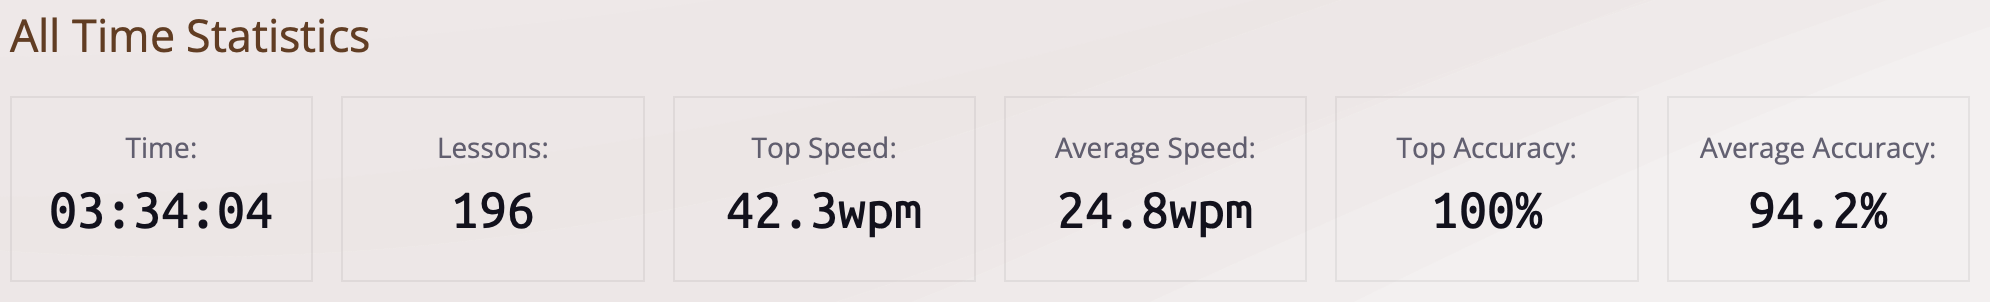 All Time Statistics
Time: Lessons: Top Speed: Average Speed: Top Accuracy: Average Accuracy:
03:34:04 196 42.3wpm 24.8wpm 100% 94.2%